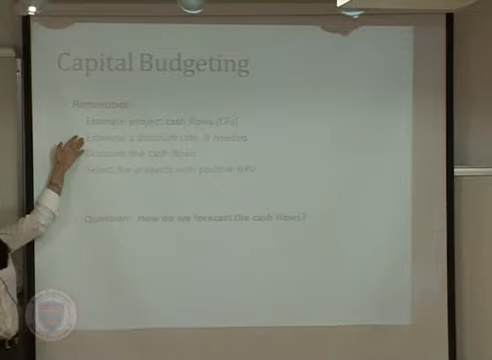 Capital Budgeting
Remember:
Estimate project cash flows (CFs)
Estimate a discount rate, if needed
Discount the cash flows
Select the projects with positive NPV
Question: How do we forecast the cash flows?